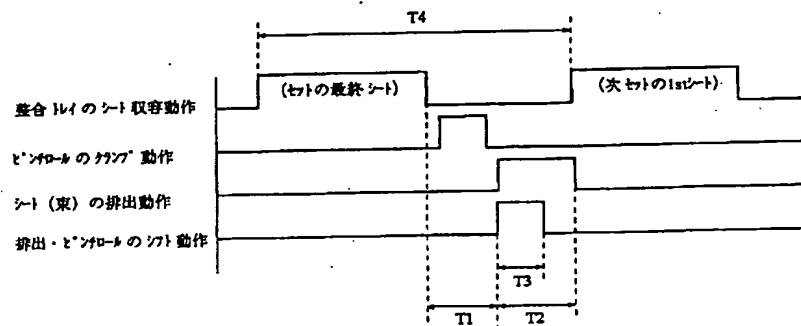 T4
(セットの最終 シート)
(次 セットの1stシート)
整合 トレイ の シート 収容動作
ピンチロール の クランプ 動作
シート (束) の排出動作
排出・ピンチロール の シフト 動作
T3
T1
T2